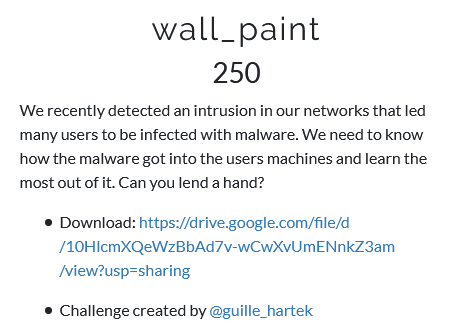 wall_paint
250
We recently detected an intrusion in our networks that led
many users to be infected with malware. We need to know
how the malware got into the users machines and learn the
most out of it. Can you lend a hand?
Download: https://drive.google.com/file/d
/10HIcmXQeWzBbAd7v-wCwXvUmENnkZ3am
/view?usp=sharing
Challenge created by @guille_hartek